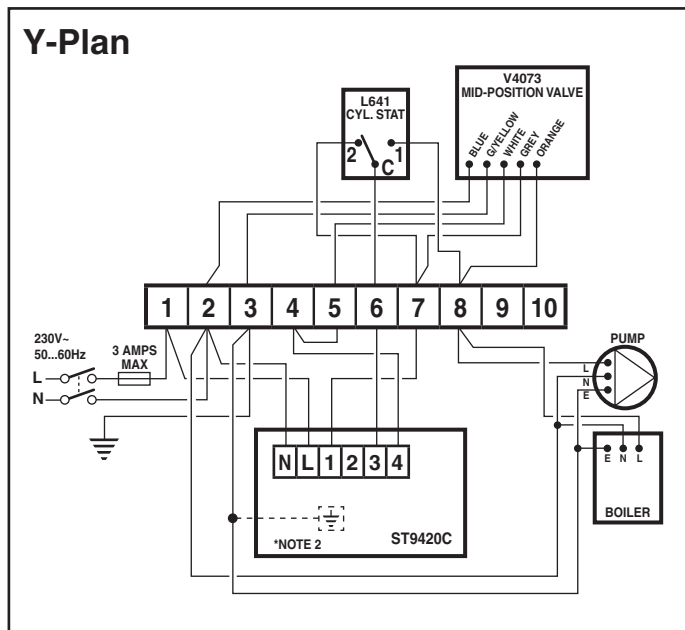 Y-Plan
V4073
MID-POSITION VALVE
BLUE
G/YELLOW
WHITE
GREY
ORANGE
L641
CYL. STAT
2 1
C
1 2 3 4 5 6 7 8 9 10
230V~
50...60Hz
3 AMPS
MAX
L
N
PUMP
L
N
E
N L 1 2 3 4
E N L
BOILER
*NOTE 2
ST9420C